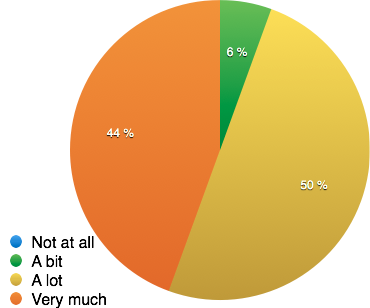 6 %
44 %
50 %
Not at all
A bit
A lot
Very much